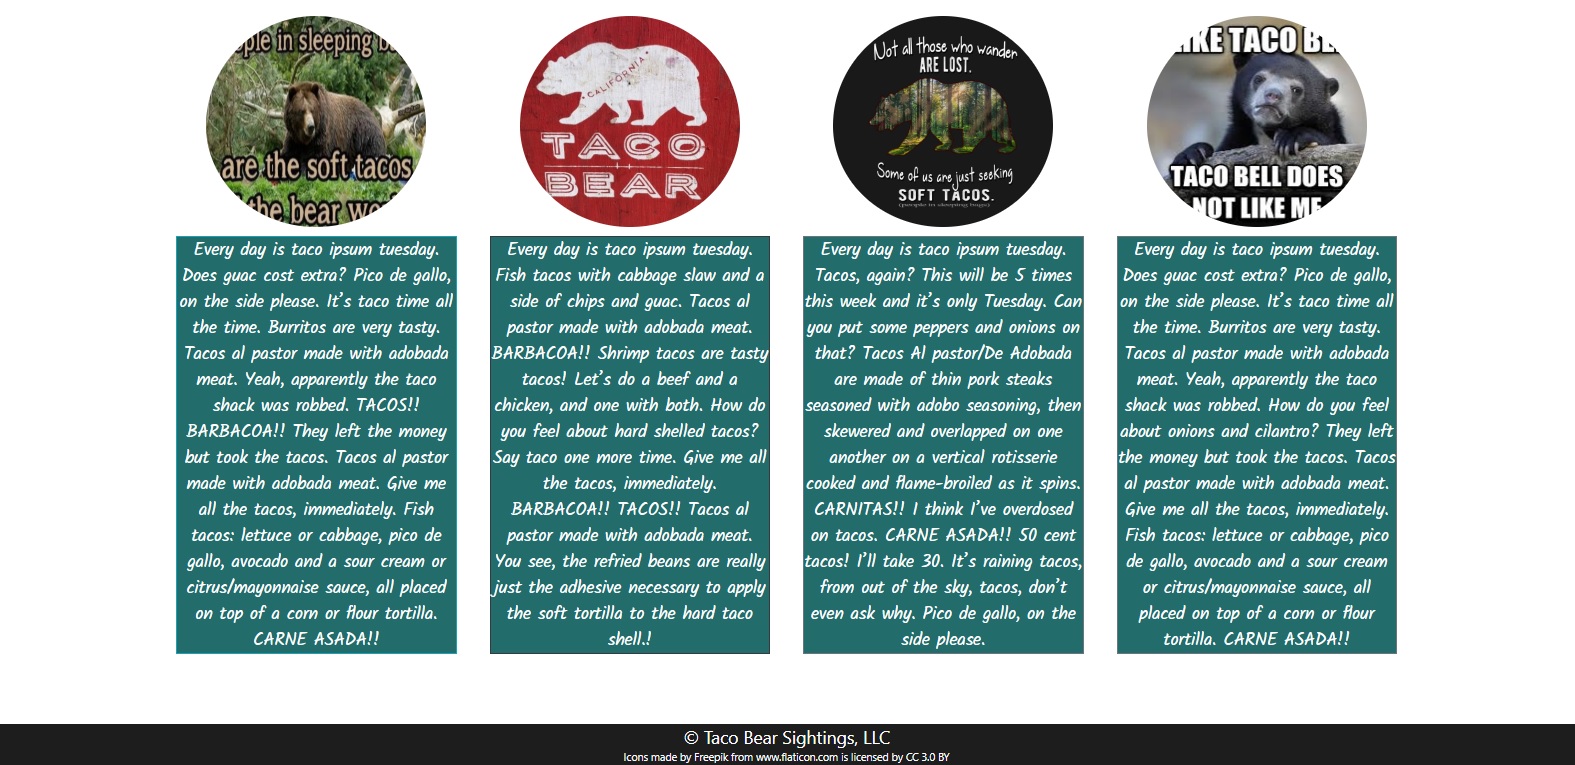 ple in sleeping b
are the soft tacos
the bear wo
CALIFORNIA
TACO
BEAR
Not all those who wander
ARE LOST.
Some of us are just seeking
SOFT TACOS.
(people in sleeping bags)
IKE TACO BE
TACO BELL DOES
NOT LIKE ME
Every day is taco ipsum tuesday.
Does guac cost extra? Pico de gallo,
on the side please. It's taco time all
the time. Burritos are very tasty.
Tacos al pastor made with adobada
meat. Yeah, apparently the taco
shack was robbed. TACOS!!
BARBACOA!! They left the money
but took the tacos. Tacos al pastor
made with adobada meat. Give me
all the tacos, immediately. Fish
tacos: lettuce or cabbage, pico de
gallo, avocado and a sour cream or
citrus/mayonnaise sauce, all placed
on top of a corn or flour tortilla.
CARNE ASADA!!
Every day is taco ipsum tuesday.
Fish tacos with cabbage slaw and a
side of chips and guac. Tacos al
pastor made with adobada meat.
BARBACOA!! Shrimp tacos are tasty
tacos! Let's do a beef and a
chicken, and one with both. How do
you feel about hard shelled tacos?
Say taco one more time. Give me all
the tacos, immediately.
BARBACOA!! TACOS!! Tacos al
pastor made with adobada meat.
You see, the refried beans are really
just the adhesive necessary to apply
the soft tortilla to the hard taco
shell.!
Every day is taco ipsum tuesday.
Tacos, again? This will be 5 times
this week and it's only Tuesday. Can
you put some peppers and onions on
that? Tacos Al pastor/De Adobada
are made of thin pork steaks
seasoned with adobo seasoning, then
skewered and overlapped on one
another on a vertical rotisserie
cooked and flame-broiled as it spins.
CARNITAS!! I think I've overdosed
on tacos. CARNE ASADA!! 50 cent
tacos! I'll take 30. It's raining tacos,
from out of the sky, tacos, don't
even ask why. Pico de gallo, on the
side please.
Every day is taco ipsum tuesday.
Does guac cost extra? Pico de gallo,
on the side please. It's taco time all
the time. Burritos are very tasty.
Tacos al pastor made with adobada
meat. Yeah, apparently the taco
shack was robbed. How do you feel
about onions and cilantro? They left
the money but took the tacos. Tacos
al pastor made with adobada meat.
Give me all the tacos, immediately.
Fish tacos: lettuce or cabbage, pico
de gallo, avocado and a sour cream
or citrus/mayonnaise sauce, all
placed on top of a corn or flour
tortilla. CARNE ASADA!!
© Taco Bear Sightings, LLC
Icons made by Freepik from www.flaticon.com is licensed by CC 3.0 BY